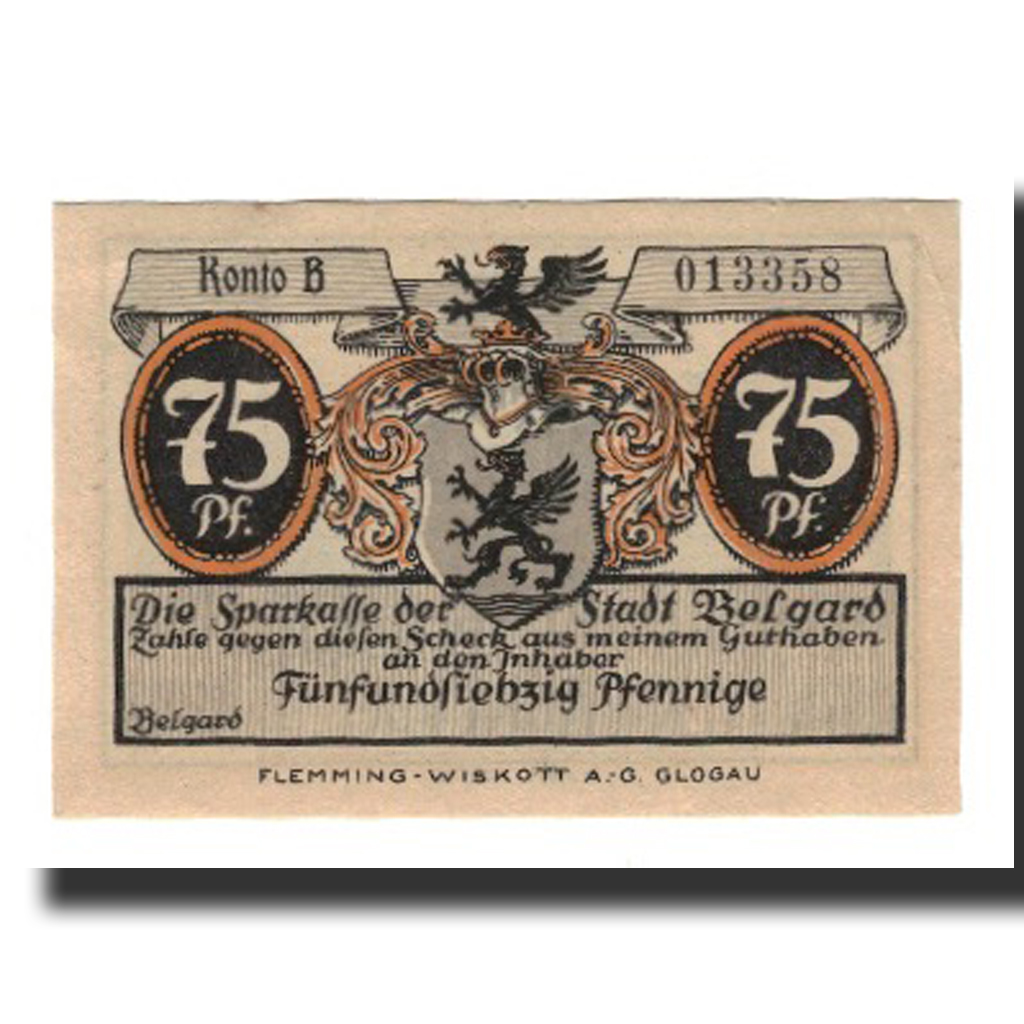 Konto B
013358
75
Pf.
75
Pf.
Die Sparkasse der Stadt Belgard
Zahle gegen diesen Scheck aus meinem Guthaben
an den Inhaber
Fünfundsiebzig Pfennige
Belgard
FLEMMING-WISKOTT A.-G. GLOGAU